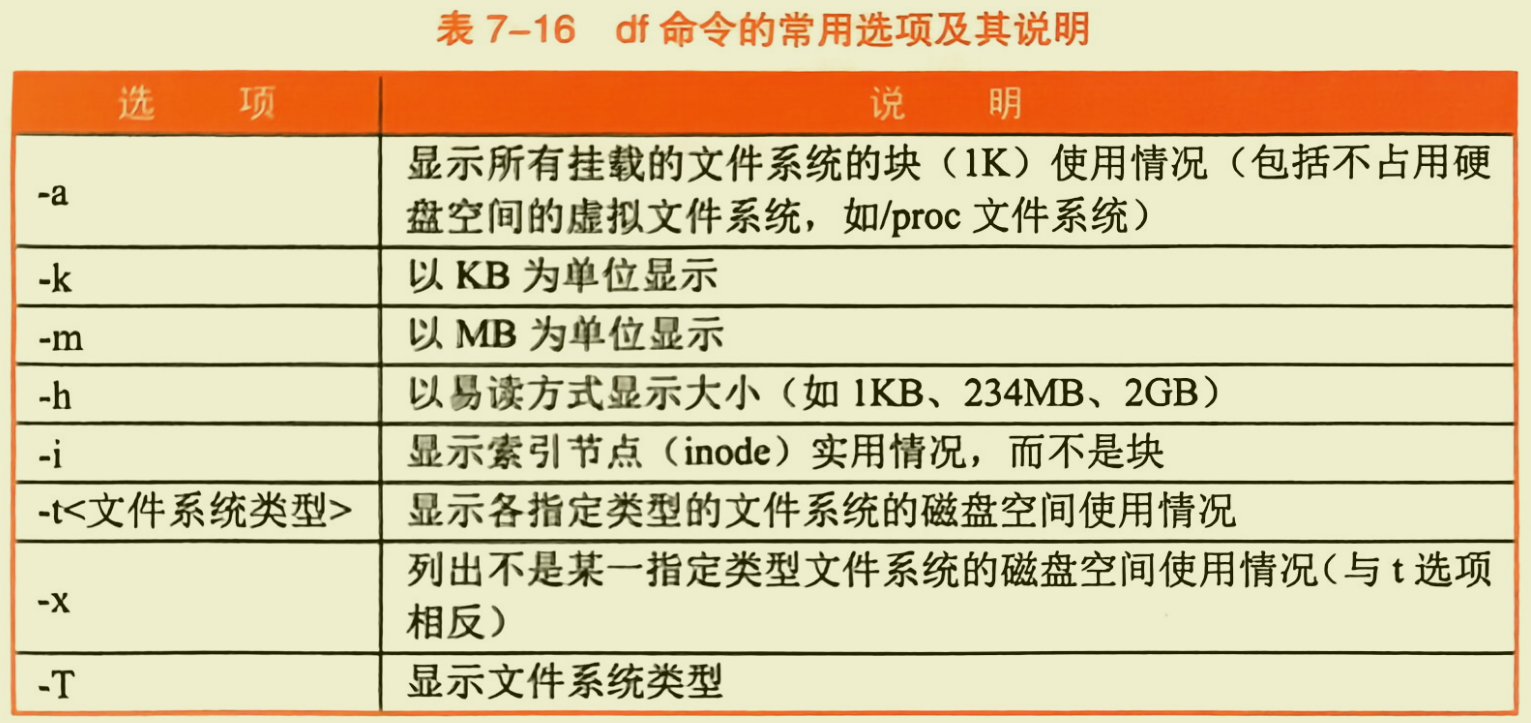 表 7-16 df 命令的常用选项及其说明
选 项 说 明
-a 显示所有挂载的文件系统的块（1K）使用情况（包括不占用硬
盘空间的虚拟文件系统，如/proc 文件系统）
-k 以 KB 为单位显示
-m 以 MB 为单位显示
-h 以易读方式显示大小（如 1KB、234MB、2GB）
-i 显示索引节点（inode）实用情况，而不是块
-t<文件系统类型> 显示各指定类型的文件系统的磁盘空间使用情况
-x 列出不是某一指定类型文件系统的磁盘空间使用情况（与 t 选项
相反）
-T 显示文件系统类型